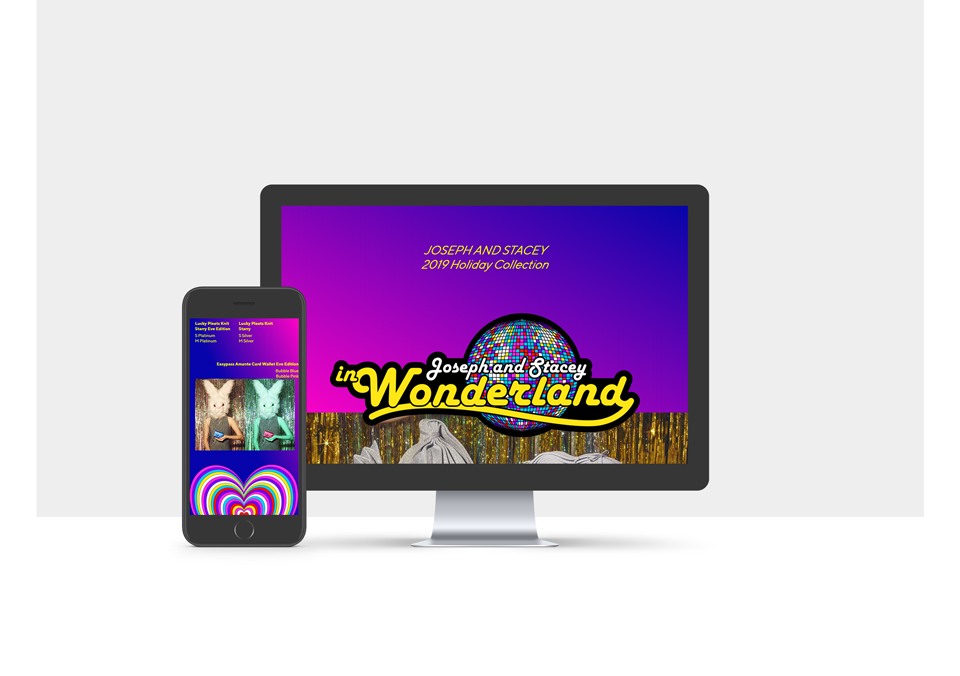 JOSEPH AND STACEY
2019 Holiday Collection
Joseph and Stacey
in Wonderland
Lucky Pleats Knit
Starry Eve Edition
S Platinum
M Platinum
Lucky Pleats Knit
Starry
S Silver
M Silver
Easypass Amante Card Wallet Eve Edition
Bubble Blue
Bubble Pink